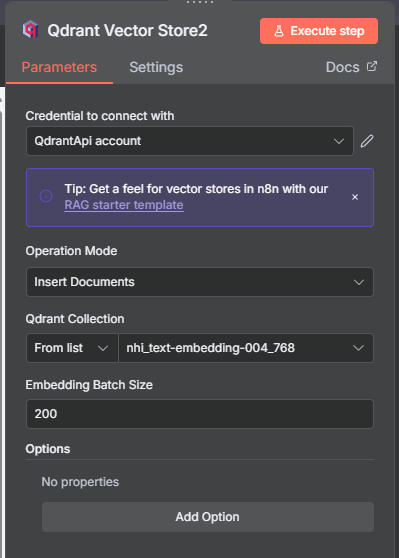 Qdrant Vector Store2
Execute step
Parameters
Settings
Docs
Credential to connect with
QdrantApi account
Tip: Get a feel for vector stores in n8n with our
RAG starter template
Operation Mode
Insert Documents
Qdrant Collection
From list
nhi_text-embedding-004_768
Embedding Batch Size
200
Options
No properties
Add Option